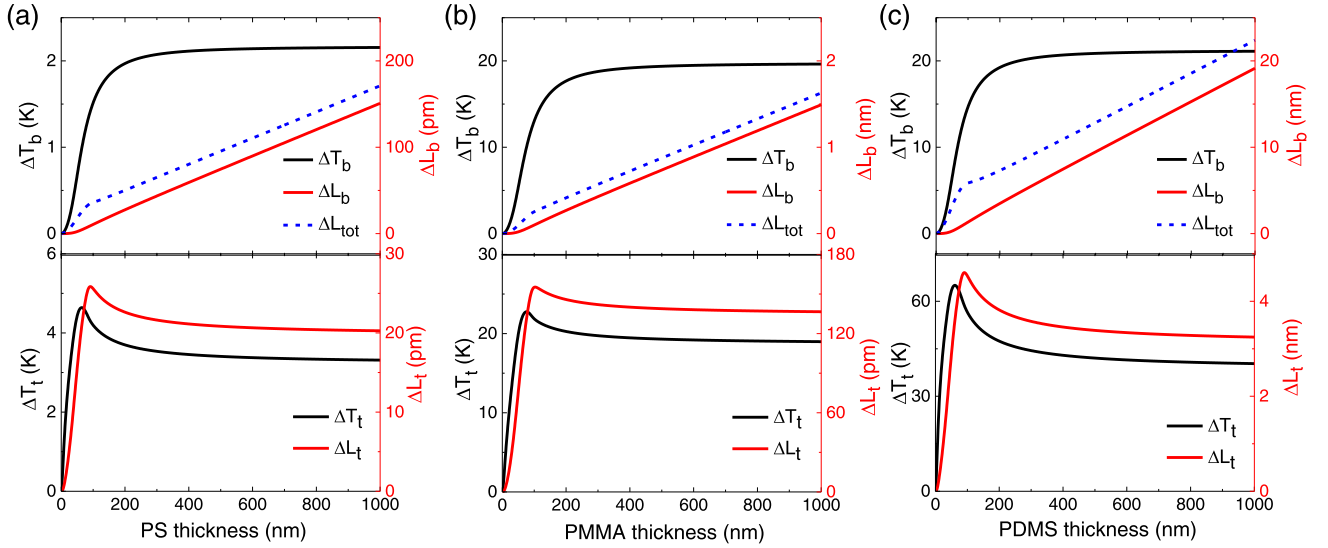 (a)
ΔT_b (K)
2
1
0
200
100
0
ΔL_b (pm)
ΔT_b
ΔL_b
ΔL_tot
ΔT_t (K)
6
4
2
0
30
20
10
0
ΔL_t (pm)
ΔT_t
ΔL_t
0 200 400 600 800 1000
PS thickness (nm)
(b)
ΔT_b (K)
20
10
0
2
1
0
ΔL_b (nm)
ΔT_b
ΔL_b
ΔL_tot
ΔT_t (K)
30
20
10
0
180
120
60
0
ΔL_t (pm)
ΔT_t
ΔL_t
0 200 400 600 800 1000
PMMA thickness (nm)
(c)
ΔT_b (K)
20
10
0
20
10
0
ΔL_b (nm)
ΔT_b
ΔL_b
ΔL_tot
ΔT_t (K)
60
30
0
4
2
0
ΔL_t (nm)
ΔT_t
ΔL_t
0 200 400 600 800 1000
PDMS thickness (nm)